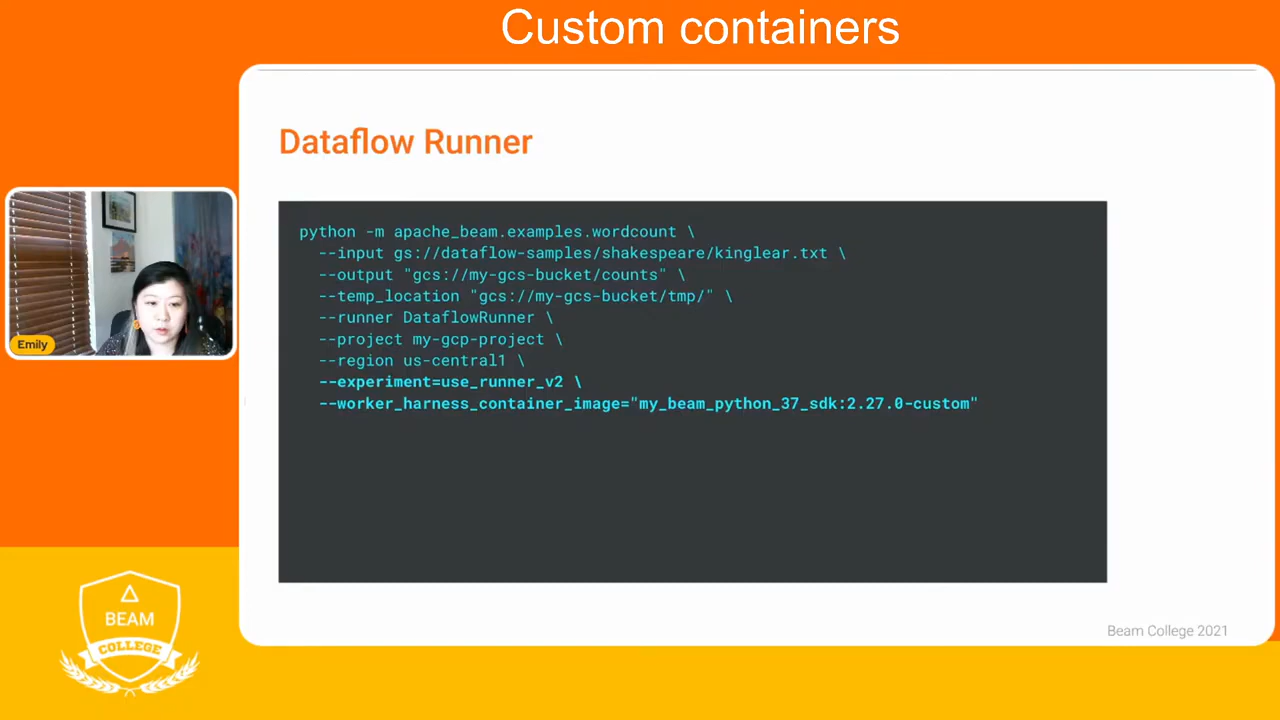 Custom containers
Dataflow Runner
python -m apache_beam.examples.wordcount \
--input gs://dataflow-samples/shakespeare/kinglear.txt \
--output "gcs://my-gcs-bucket/counts" \
--temp_location "gcs://my-gcs-bucket/tmp/" \
--runner DataflowRunner \
--project my-gcp-project \
--region us-central1 \
--experiment=use_runner_v2 \
--worker_harness_container_image="my_beam_python_37_sdk:2.27.0-custom"
Emily
BEAM
COLLEGE
Beam College 2021